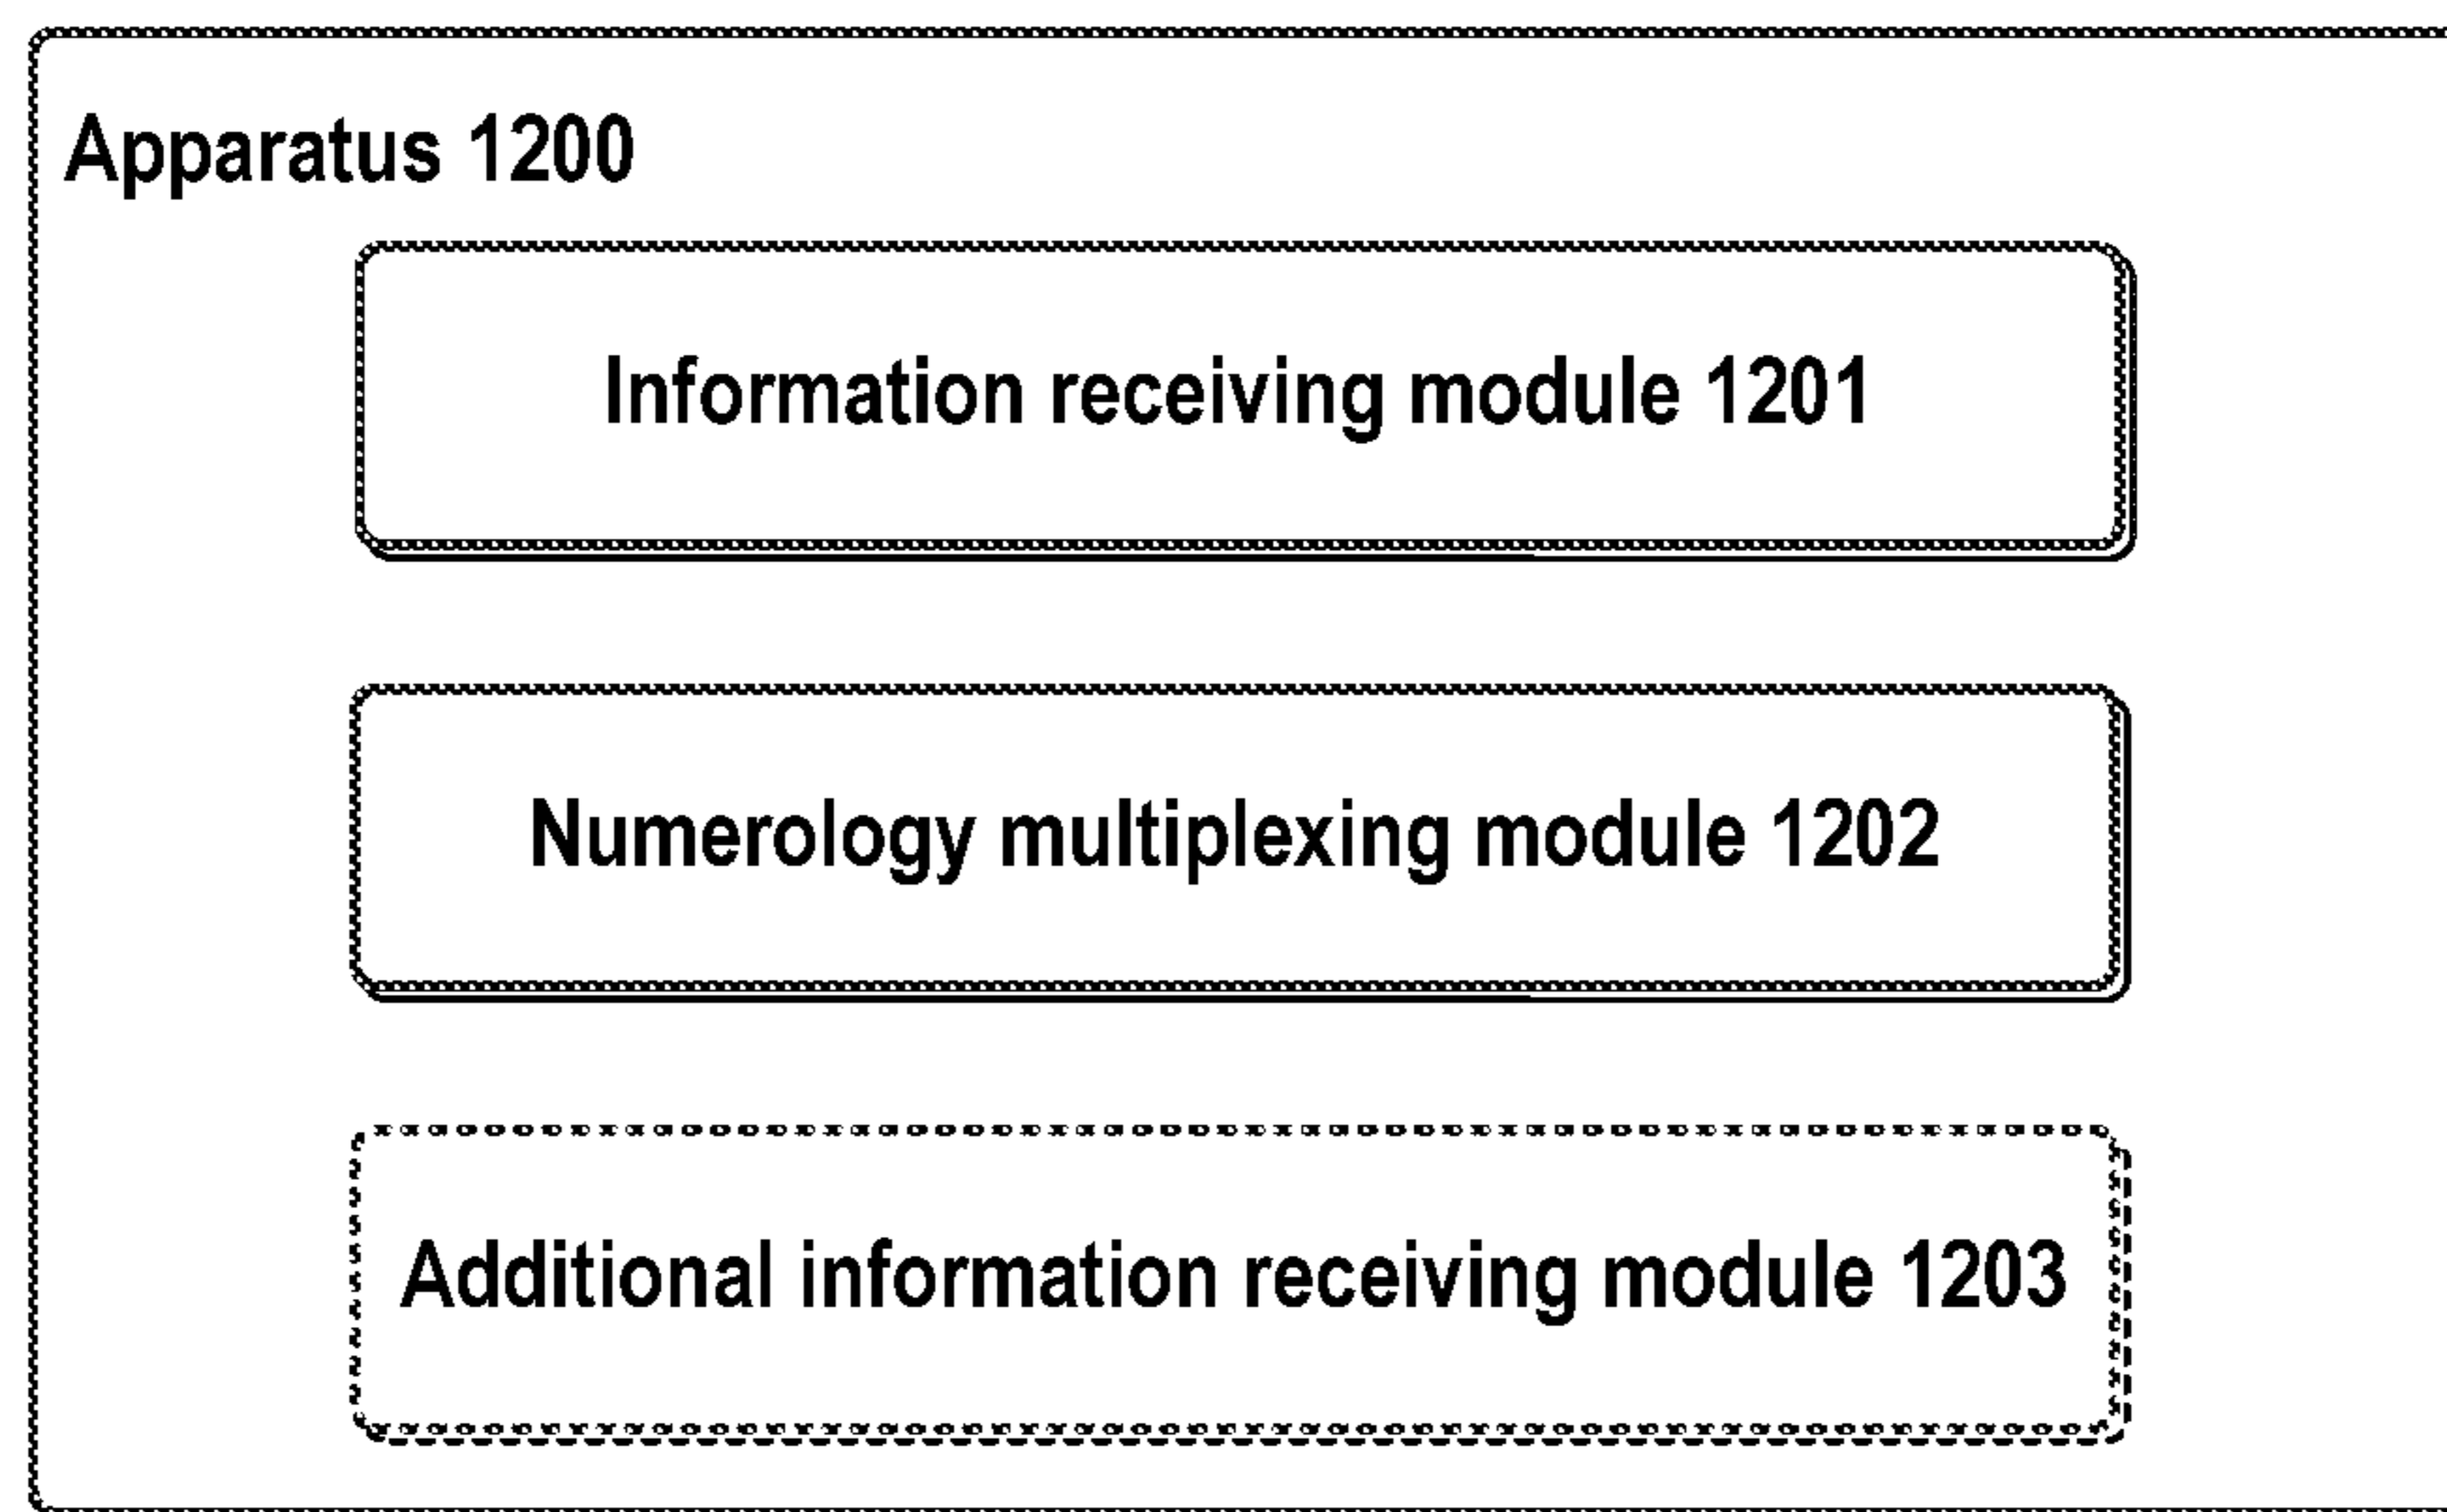 Apparatus 1200
Information receiving module 1201
Numerology multiplexing module 1202
Additional information receiving module 1203